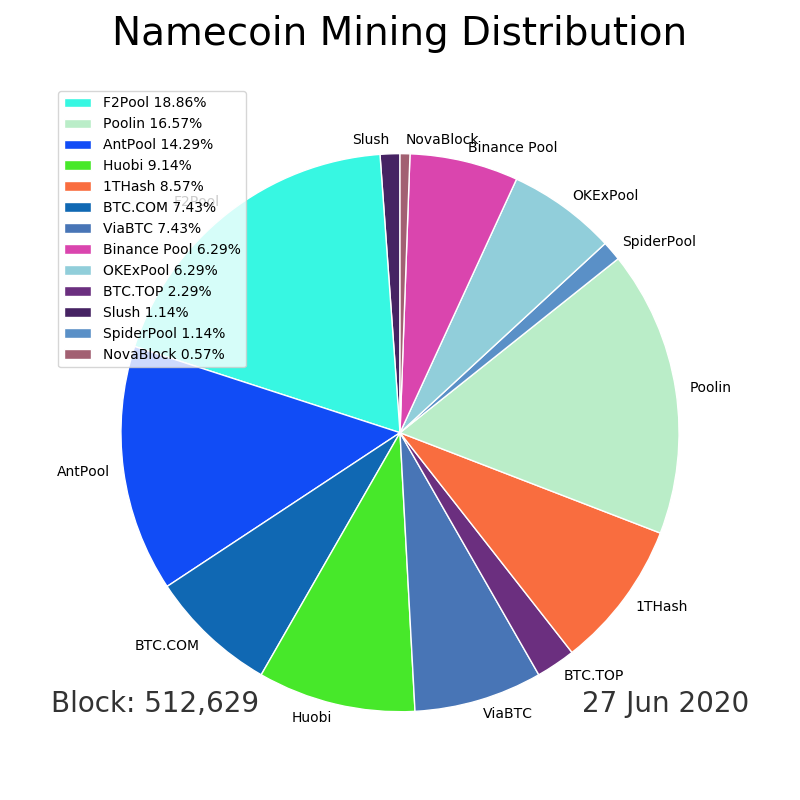 Namecoin Mining Distribution
F2Pool 18.86%
Poolin 16.57%
AntPool 14.29%
Huobi 9.14%
1THash 8.57%
BTC.COM 7.43%
ViaBTC 7.43%
Binance Pool 6.29%
OKExPool 6.29%
BTC.TOP 2.29%
Slush 1.14%
SpiderPool 1.14%
NovaBlock 0.57%
Slush
NovaBlock
Binance Pool
OKExPool
SpiderPool
Poolin
1THash
BTC.TOP
ViaBTC
Huobi
BTC.COM
AntPool
F2Pool
Block: 512,629
27 Jun 2020